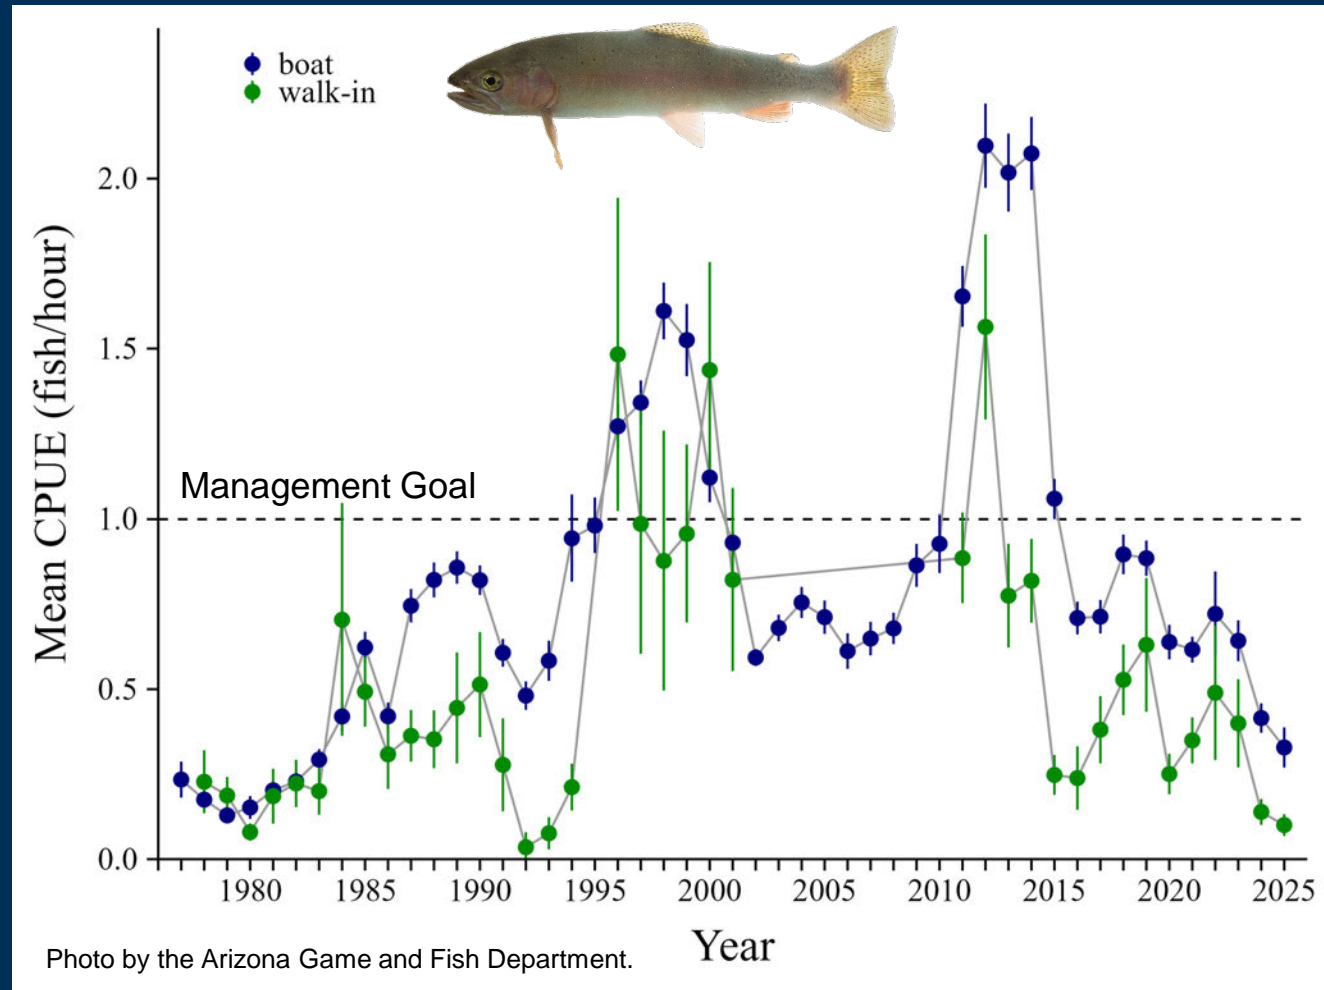 boat
walk-in
Mean CPUE (fish/hour)
2.0
1.5
Management Goal
1.0
0.5
0.0
1980 1985 1990 1995 2000 2005 2010 2015 2020 2025
Year
Photo by the Arizona Game and Fish Department.